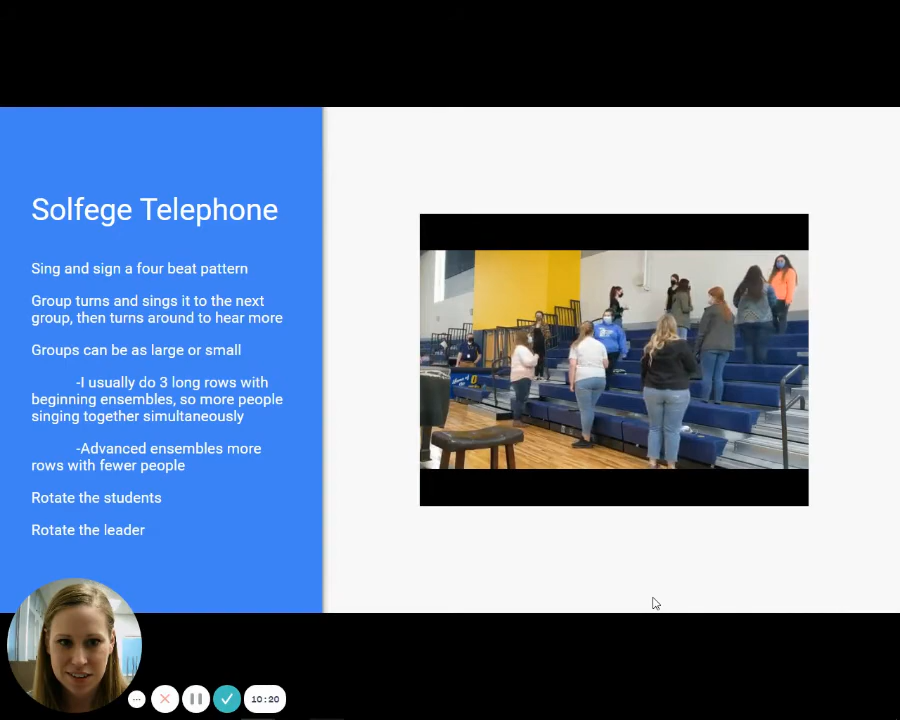 Solfege Telephone
Sing and sign a four beat pattern
Group turns and sings it to the next
group, then turns around to hear more
Groups can be as large or small
-I usually do 3 long rows with
beginning ensembles, so more people
singing together simultaneously
-Advanced ensembles more
rows with fewer people
Rotate the students
Rotate the leader
10:20